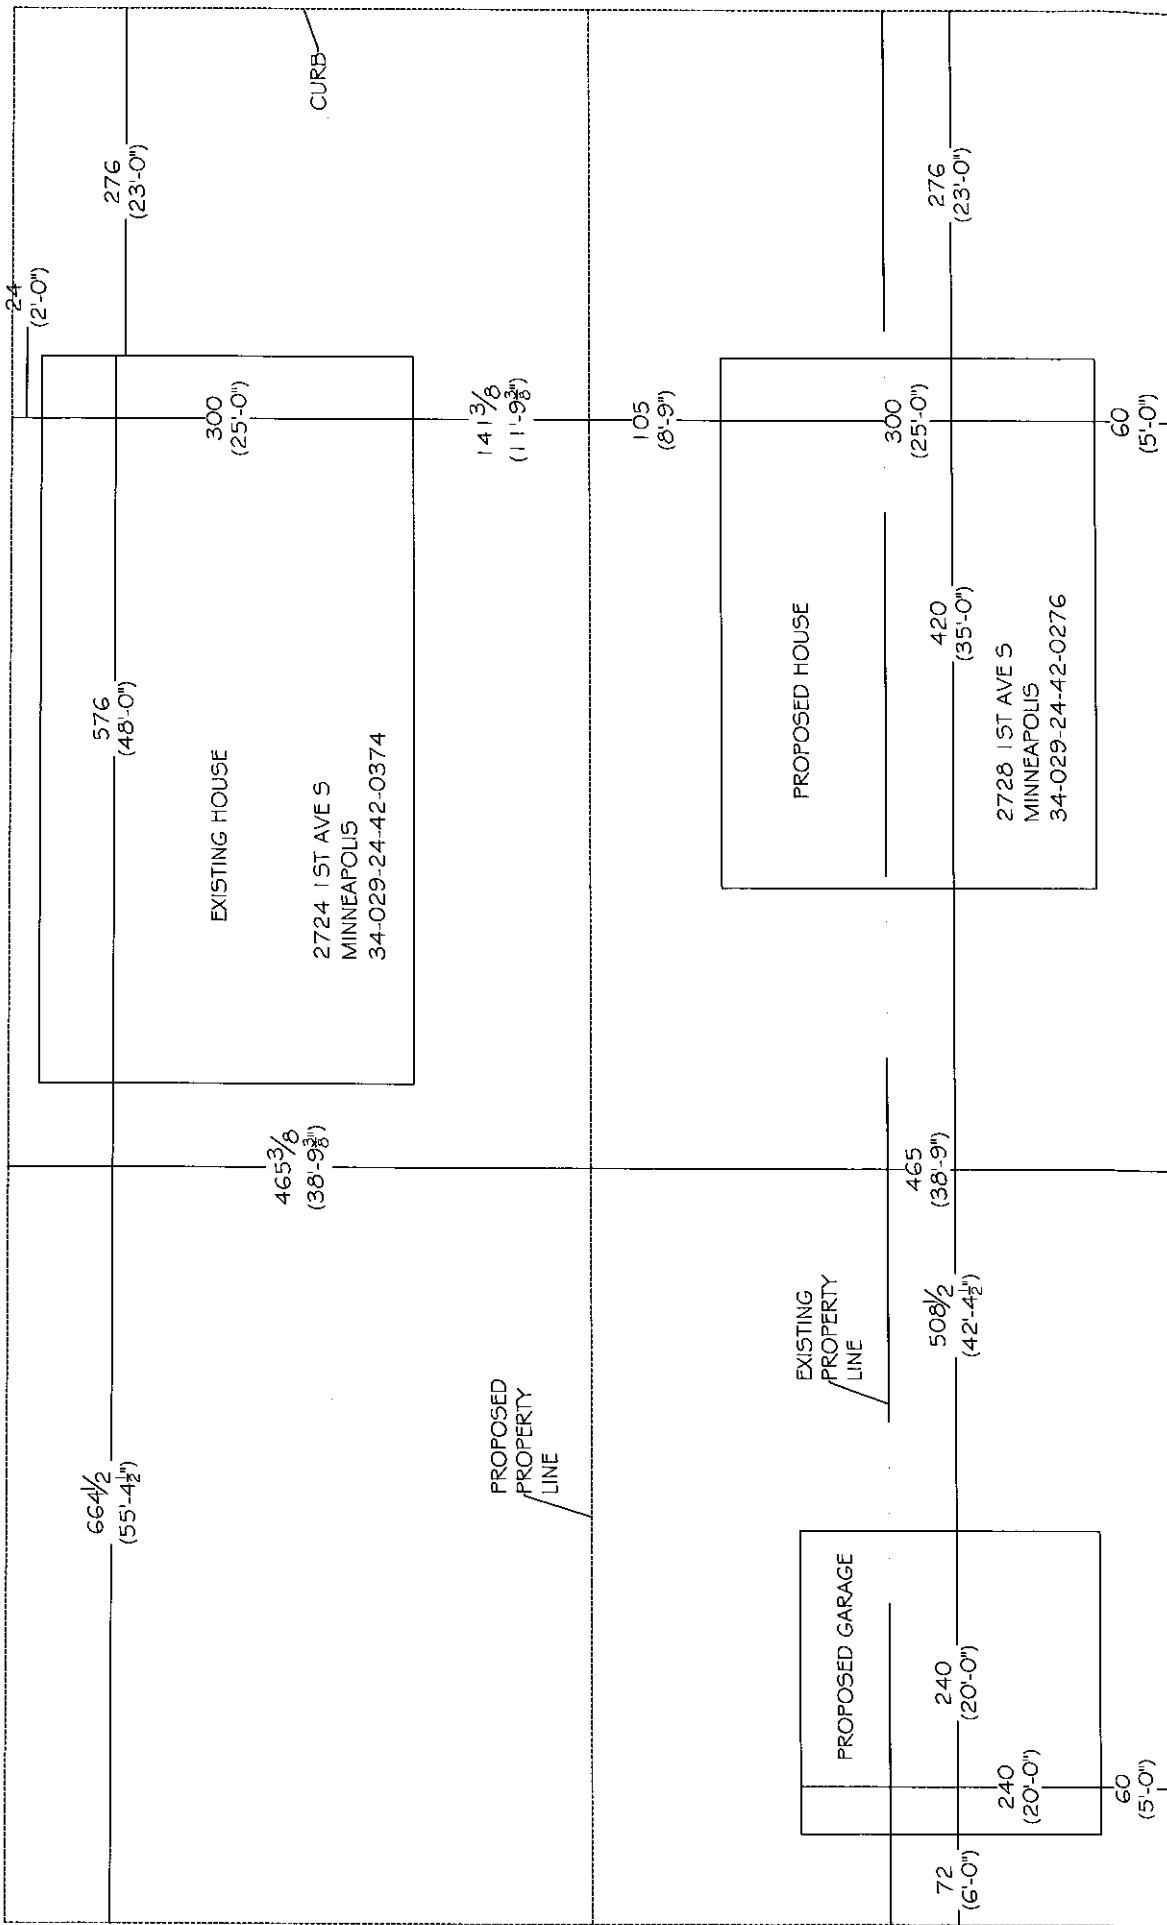 24
(2'-0")
276
(23'-0")
CURB
300
(25'-0")
576
(48'-0")
EXISTING HOUSE
2724 1ST AVE S
MINNEAPOLIS
34-029-24-42-0374
141 3/8
(11'-9 3/8")
105
(8'-9")
276
(23'-0")
300
(25'-0")
60
(5'-0")
PROPOSED HOUSE
420
(35'-0")
2728 1ST AVE S
MINNEAPOLIS
34-029-24-42-0276
465 3/8
(38'-9 3/8")
465
(38'-9")
664 1/2
(55'-4 1/2")
PROPOSED
PROPERTY
LINE
EXISTING
PROPERTY
LINE
508 1/2
(42'-4 1/2")
PROPOSED GARAGE
240
(20'-0")
240
(20'-0")
60
(5'-0")
72
(6'-0")